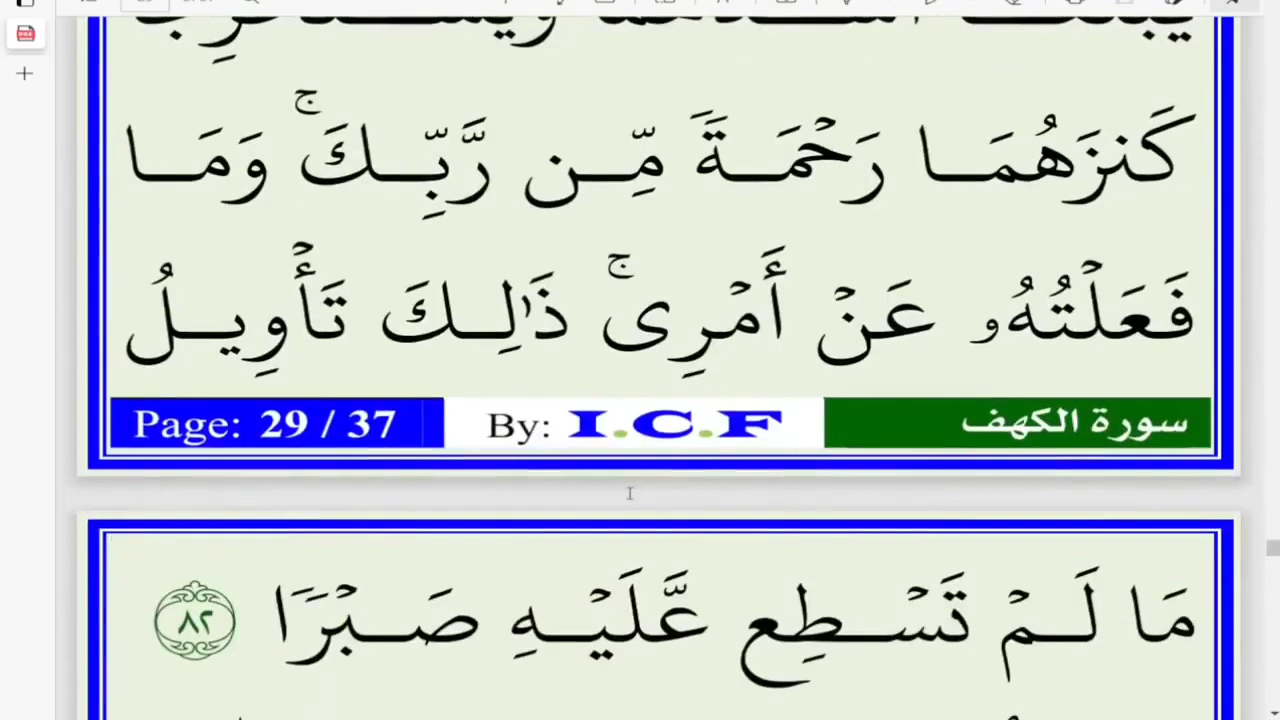 كَنزَهُمَا رَحْمَةً مِّن رَّبِّكَ ۚ وَمَا
فَعَلْتُهُۥ عَنْ أَمْرِى ۚ ذَٰلِكَ تَأْوِيلُ
Page: 29 / 37 By: I.C.F سورة الكهف
مَا لَمْ تَسْطِع عَّلَيْهِ صَبْرًا ٨٢